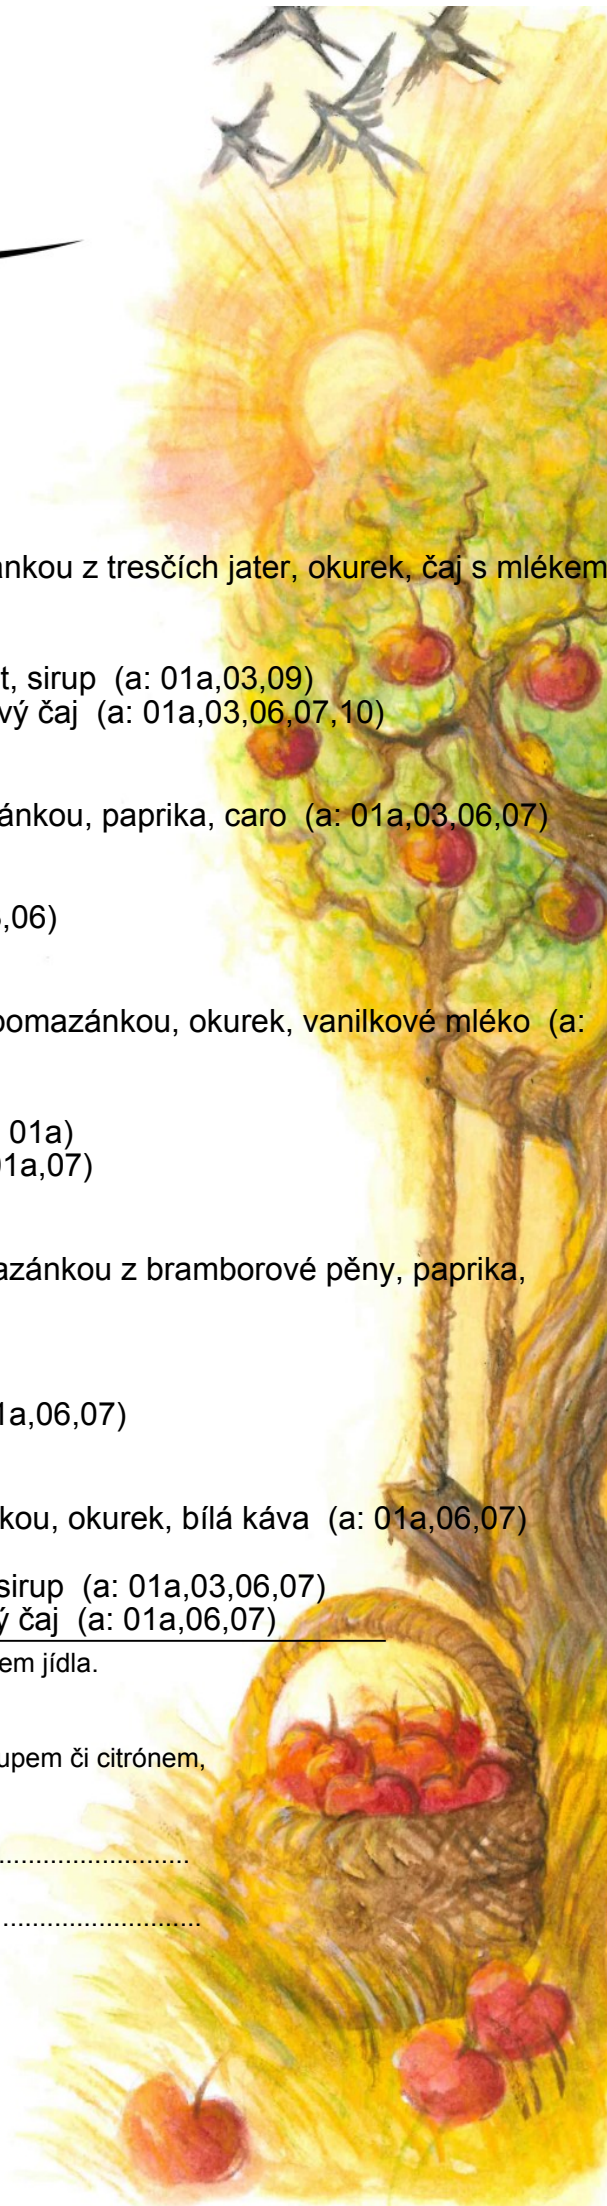 ankou z tresčích jater, okurek, čaj s mlékem
t, sirup (a: 01a,03,09)
vý čaj (a: 01a,03,06,07,10)
ánkou, paprika, caro (a: 01a,03,06,07)
,06)
pomazánkou, okurek, vanilkové mléko (a:
01a)
01a,07)
azánkou z bramborové pěny, paprika,
1a,06,07)
kou, okurek, bílá káva (a: 01a,06,07)
sirup (a: 01a,03,06,07)
ý čaj (a: 01a,06,07)
em jídla.
upem či citrónem,